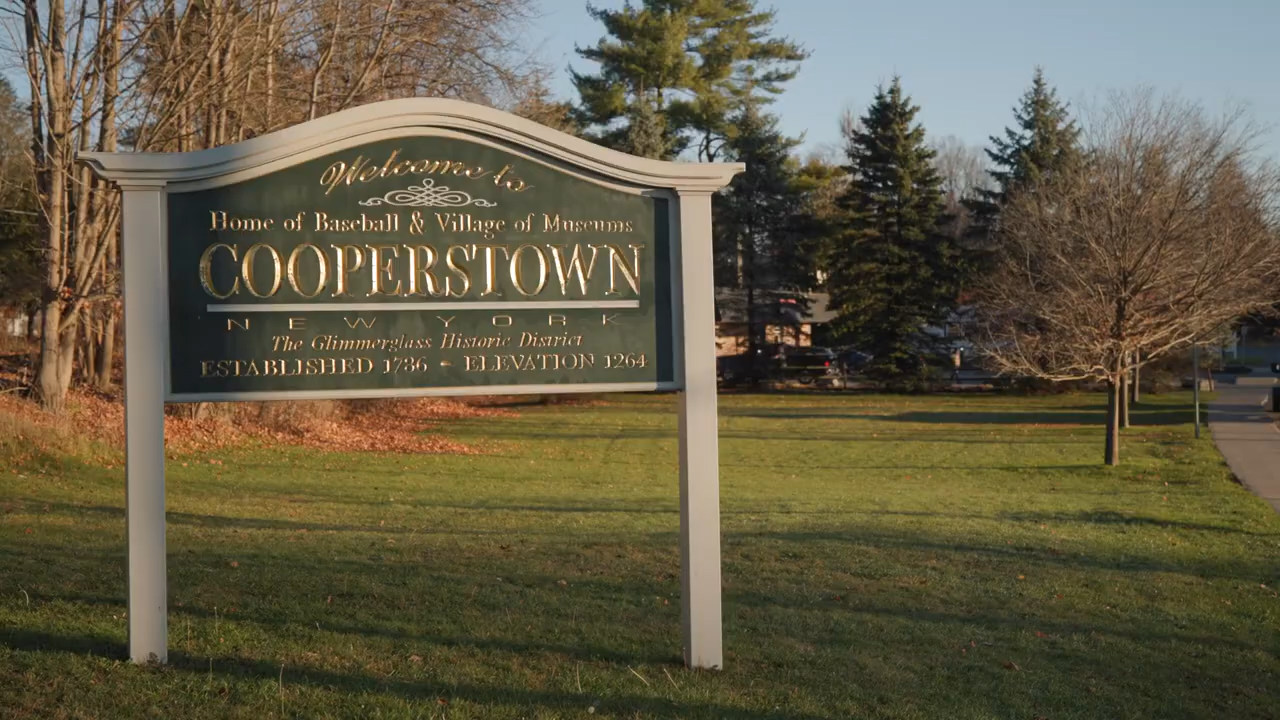 Welcome to
Home of Baseball & Village of Museums
COOPERSTOWN
NEW YORK
The Glimmerglass Historic District
ESTABLISHED 1786 - ELEVATION 1264